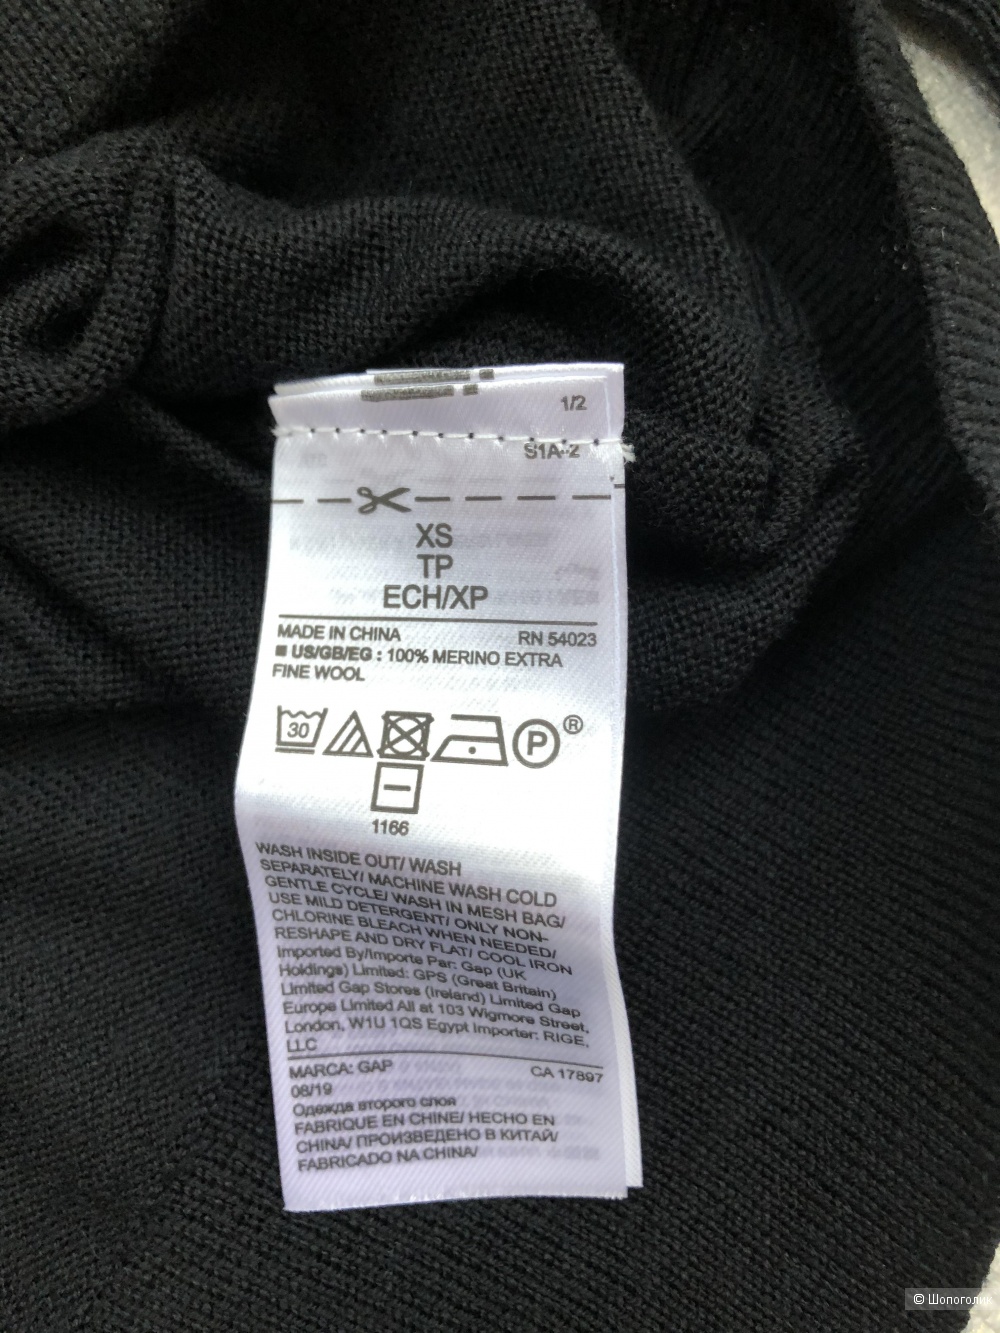 1/2
S1A-2
XS
TP
ECH/XP
MADE IN CHINA RN 54023
US/GB/EG : 100% MERINO EXTRA
FINE WOOL
30
P ®
1166
WASH INSIDE OUT/ WASH
SEPARATELY/ MACHINE WASH COLD
GENTLE CYCLE/ WASH IN MESH BAG/
USE MILD DETERGENT/ ONLY NON-
CHLORINE BLEACH WHEN NEEDED/
RESHAPE AND DRY FLAT/ COOL IRON
Imported By/Importe Par: Gap (UK
Holdings) Limited: GPS (Great Britain)
Limited Gap Stores (Ireland) Limited Gap
Europe Limited All at 103 Wigmore Street,
London, W1U 1QS Egypt Importer: RIGE,
LLC
MARCA: GAP CA 17897
08/19
Одежда второго слоя
FABRIQUE EN CHINE/ HECHO EN
CHINA/ ПРОИЗВЕДЕНО В КИТАЙ/
FABRICADO NA CHINA/
© Шопоголик